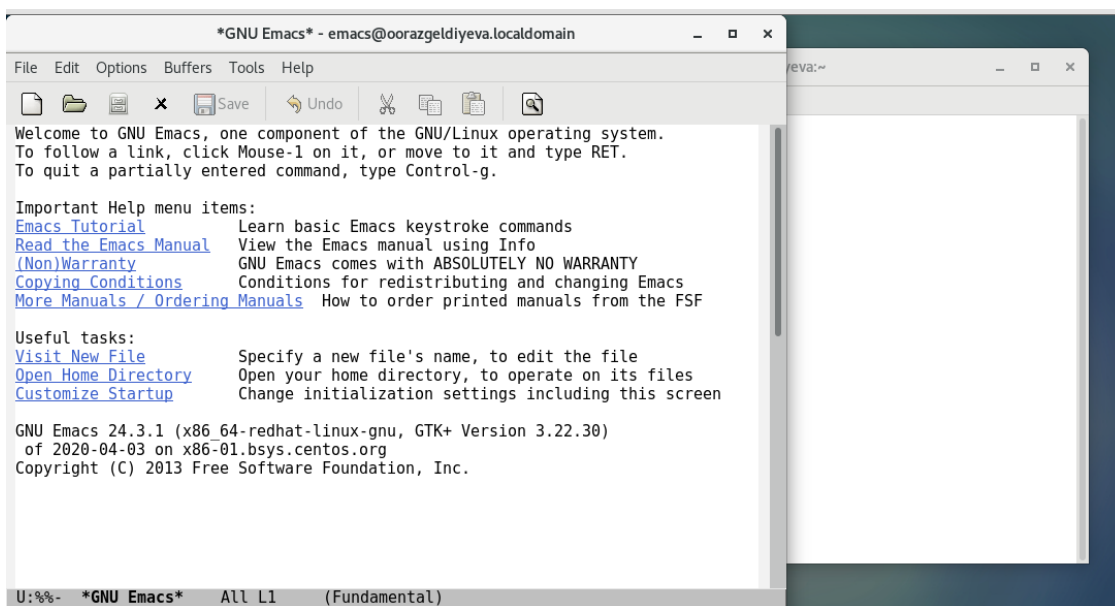 *GNU Emacs* - emacs@oorazgeldiyeva.localdomain
File Edit Options Buffers Tools Help
Save Undo
Welcome to GNU Emacs, one component of the GNU/Linux operating system.
To follow a link, click Mouse-1 on it, or move to it and type RET.
To quit a partially entered command, type Control-g.
Important Help menu items:
Emacs Tutorial Learn basic Emacs keystroke commands
Read the Emacs Manual View the Emacs manual using Info
(Non)Warranty GNU Emacs comes with ABSOLUTELY NO WARRANTY
Copying Conditions Conditions for redistributing and changing Emacs
More Manuals / Ordering Manuals How to order printed manuals from the FSF
Useful tasks:
Visit New File Specify a new file's name, to edit the file
Open Home Directory Open your home directory, to operate on its files
Customize Startup Change initialization settings including this screen
GNU Emacs 24.3.1 (x86_64-redhat-linux-gnu, GTK+ Version 3.22.30)
of 2020-04-03 on x86-01.bsys.centos.org
Copyright (C) 2013 Free Software Foundation, Inc.
U:%%- *GNU Emacs* All L1 (Fundamental)
yeva:~